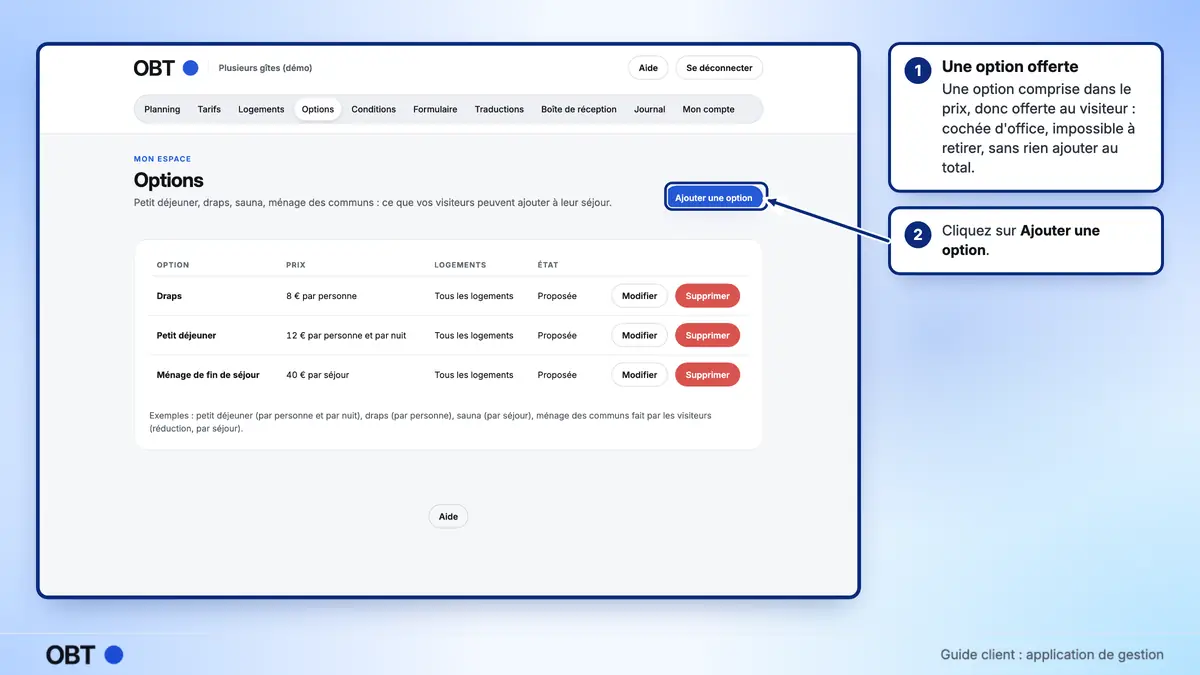 OBT
Plusieurs gîtes (démo)
Aide
Se déconnecter
Planning
Tarifs
Logements
Options
Conditions
Formulaire
Traductions
Boîte de réception
Journal
Mon compte
MON ESPACE
Options
Petit déjeuner, draps, sauna, ménage des communs : ce que vos visiteurs peuvent ajouter à leur séjour.
Ajouter une option
OPTION PRIX LOGEMENTS ÉTAT
Draps 8 € par personne Tous les logements Proposée Modifier Supprimer
Petit déjeuner 12 € par personne et par nuit Tous les logements Proposée Modifier Supprimer
Ménage de fin de séjour 40 € par séjour Tous les logements Proposée Modifier Supprimer
Exemples : petit déjeuner (par personne et par nuit), draps (par personne), sauna (par séjour), ménage des communs fait par les visiteurs
(réduction, par séjour).
Aide
1 Une option offerte
Une option comprise dans le
prix, donc offerte au visiteur :
cochée d'office, impossible à
retirer, sans rien ajouter au
total.
2 Cliquez sur Ajouter une
option.
OBT
Guide client : application de gestion